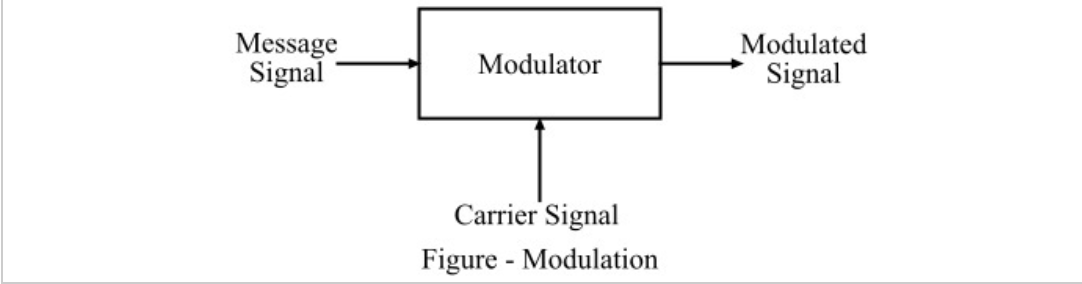 Message
Signal
Modulator
Modulated
Signal
Carrier Signal
Figure - Modulation